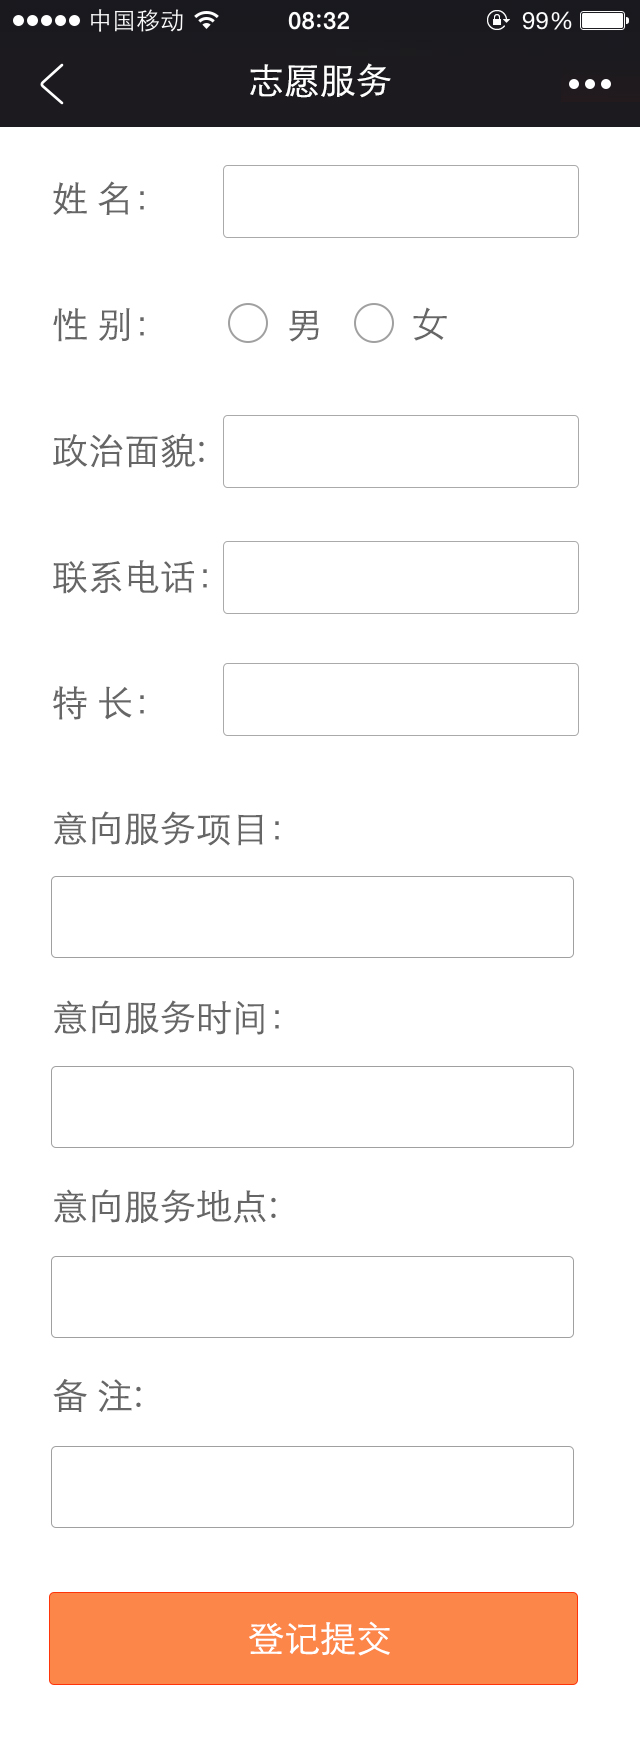 中国移动 08:32 99%
志愿服务
姓 名:
性 别: 男 女
政治面貌:
联系电话:
特 长:
意向服务项目:
意向服务时间:
意向服务地点:
备 注:
登记提交